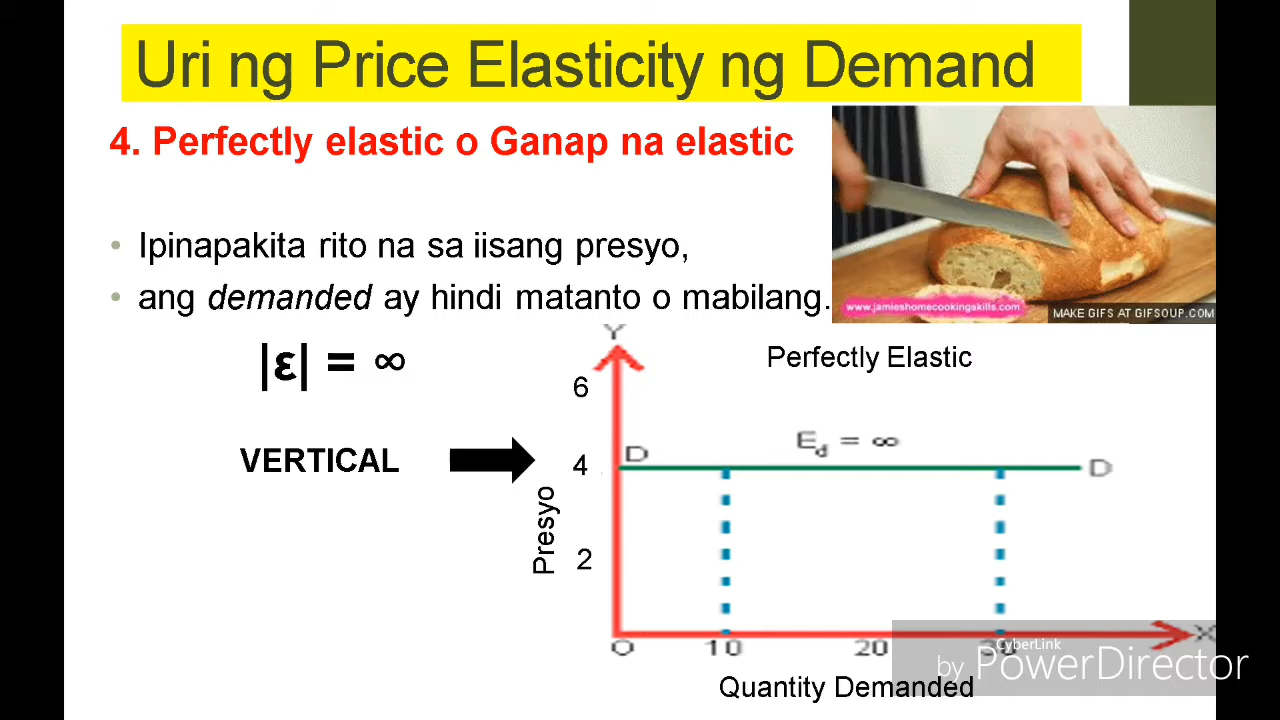 Uri ng Price Elasticity ng Demand
4. Perfectly elastic o Ganap na elastic
• Ipinapakita rito na sa iisang presyo,
• ang demanded ay hindi matanto o mabilang.
www.jamieshomecookingskills.com
MAKE GIFS AT GIFSOUP.COM
|ε| = ∞
VERTICAL
Perfectly Elastic
Y
6
D
Ed = ∞
4
D
Presyo
2
O 10 20 30 X
CyberLink
by PowerDirector
Quantity Demanded